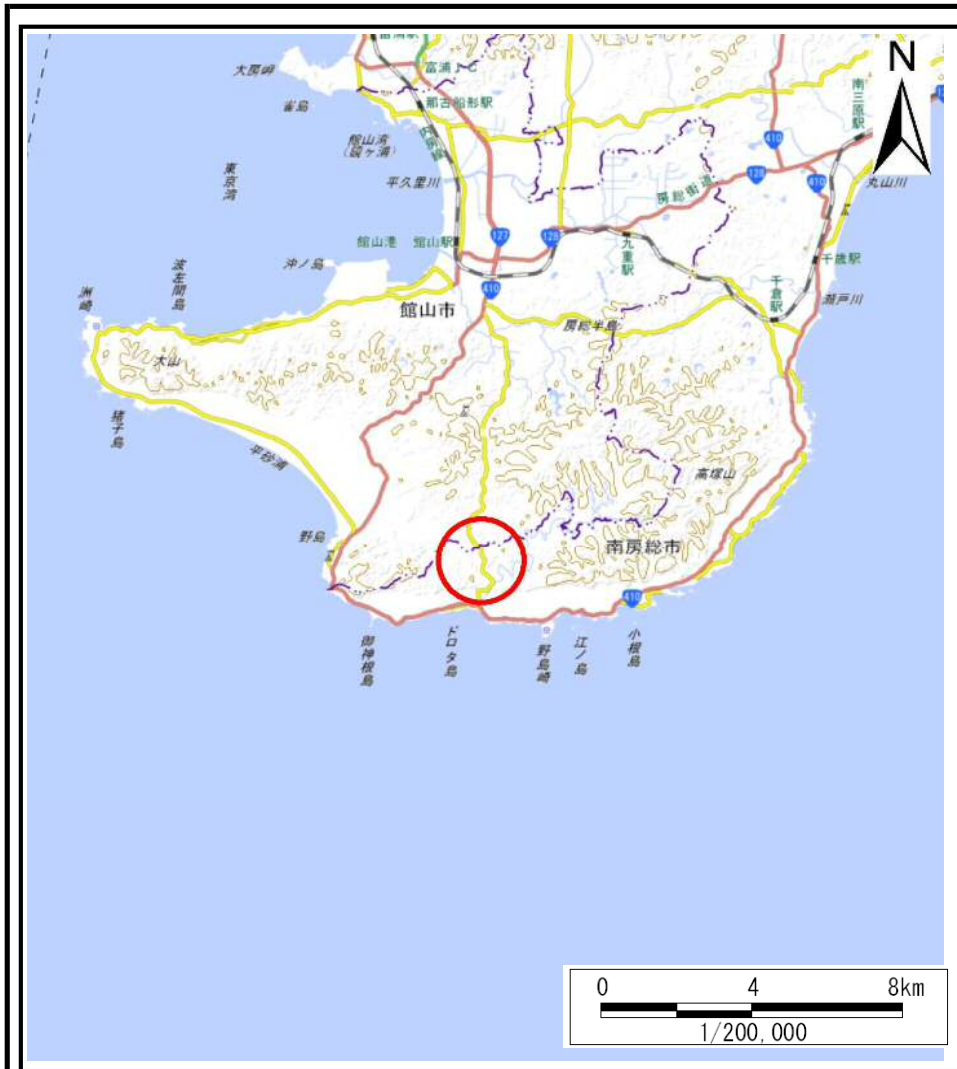 N
大房岬
富浦JC
雀島
那古船形駅
南三原駅
館山湾
(鏡ヶ浦)
内房線
410
128
房総街道
410
丸山川
東京湾
平久里川
館山港
館山駅
127
128
九重駅
千歳駅
沖ノ島
410
千倉駅
瀬戸川
洲崎
波左間島
館山市
房総半島
大山
猪子島
平砂浦
高塚山
野島
南房総市
410
御神根島
ドロタ島
野島崎
江ノ島
小根島
0 4 8km
1/200,000